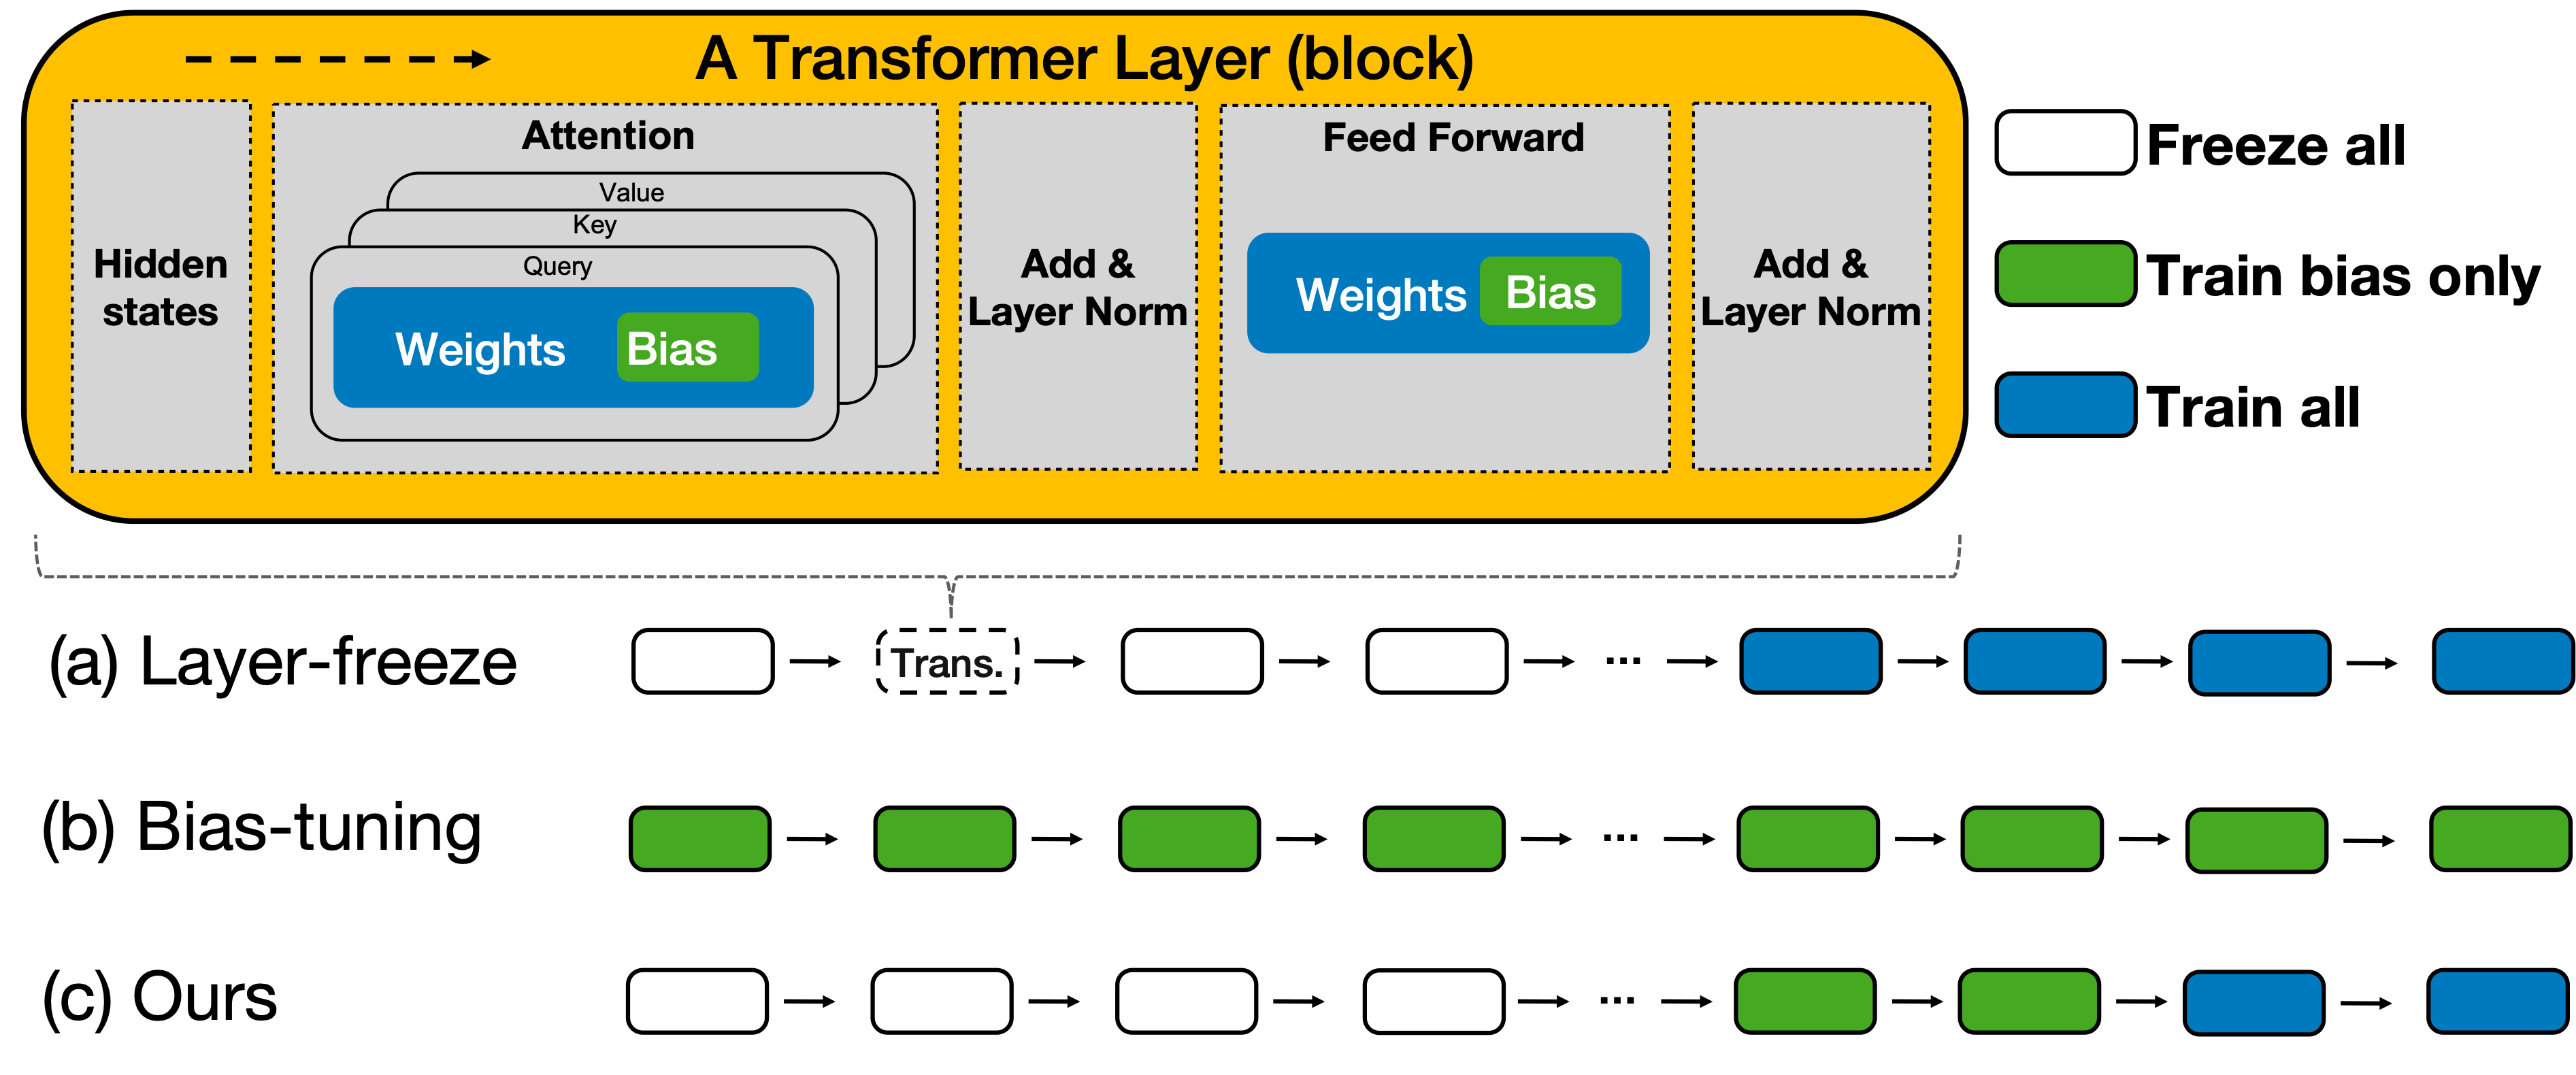 A Transformer Layer (block)
Hidden
states
Attention
Value
Key
Query
Weights
Bias
Add &
Layer Norm
Feed Forward
Weights
Bias
Add &
Layer Norm
Freeze all
Train bias only
Train all
(a) Layer-freeze
Trans.
...
(b) Bias-tuning
...
(c) Ours
...